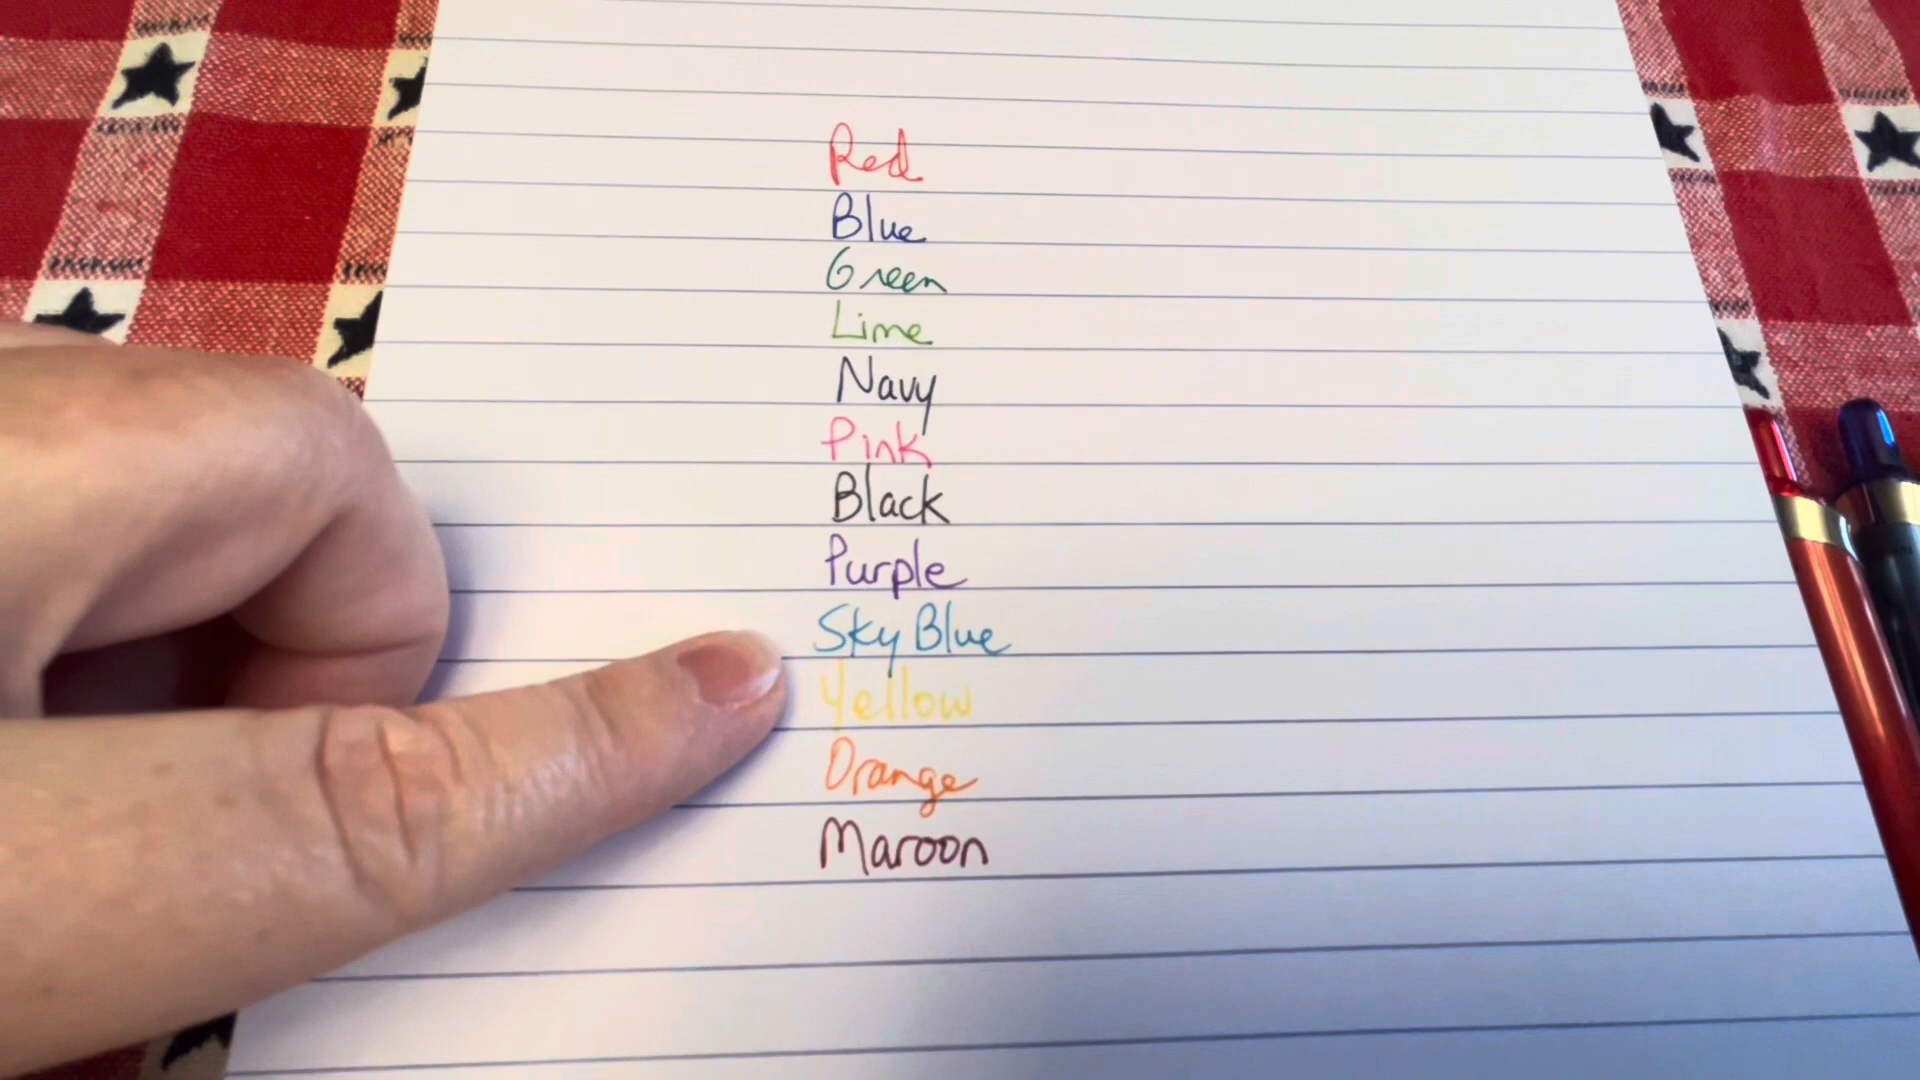 Red
Blue
Green
Lime
Navy
Pink
Black
Purple
Sky Blue
Yellow
Orange
Maroon